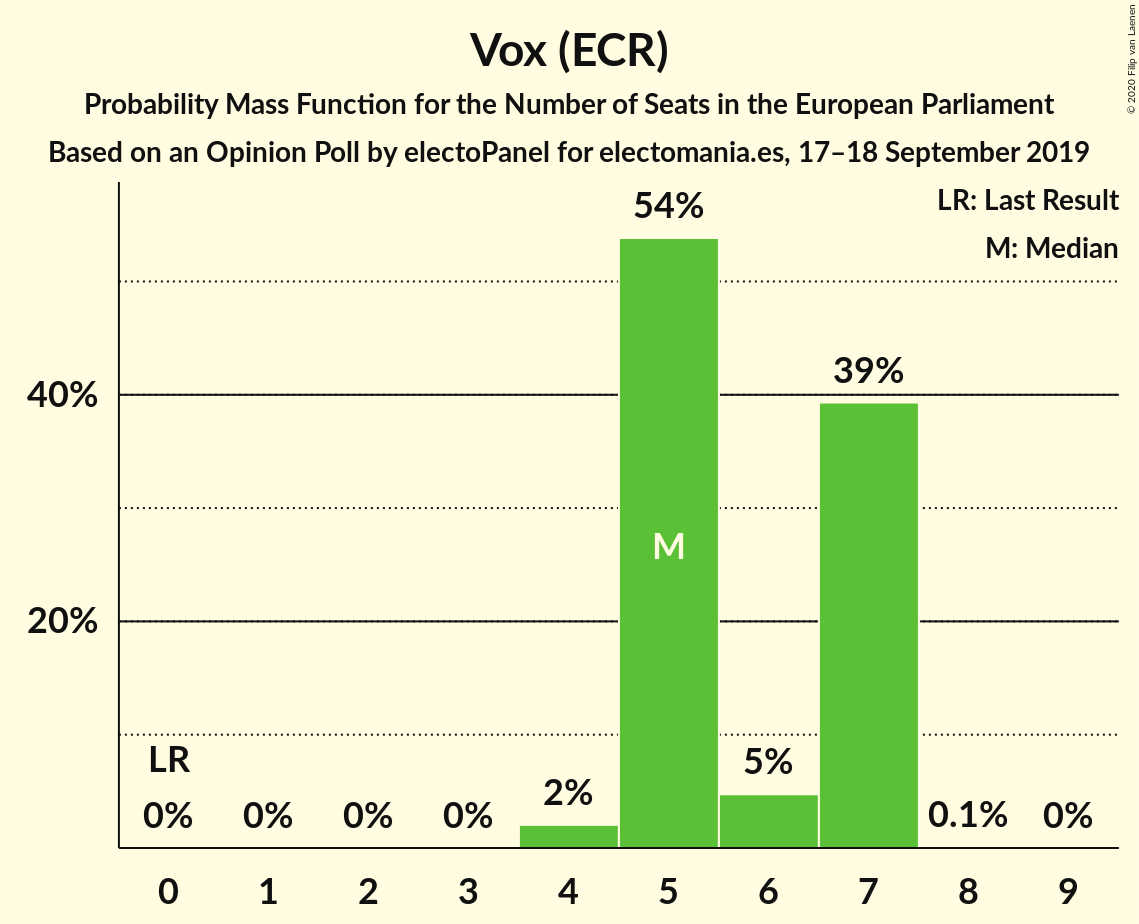 Vox (ECR)
Probability Mass Function for the Number of Seats in the European Parliament
Based on an Opinion Poll by electoPanel for electomania.es, 17–18 September 2019
© 2020 Filip van Laenen
LR: Last Result
M: Median
54%
39%
40%
M
20%
LR
0%
0%
0%
0%
2%
5%
0.1%
0%
0 1 2 3 4 5 6 7 8 9